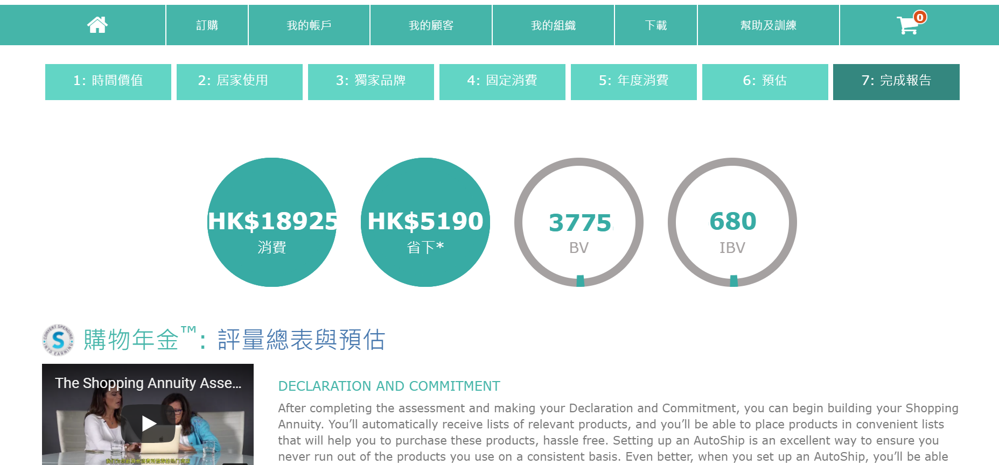 訂購
我的帳戶
我的顧客
我的組織
下載
幫助及訓練
0
1: 時間價值
2: 居家使用
3: 獨家品牌
4: 固定消費
5: 年度消費
6: 預估
7: 完成報告
HK$18925
消費
HK$5190
省下*
3775
BV
680
IBV
CONVERT SPENDING
S
INTO EARNING
購物年金™: 評量總表與預估
The Shopping Annuity Asse...
DECLARATION AND COMMITMENT
After completing the assessment and making your Declaration and Commitment, you can begin building your Shopping
Annuity. You’ll automatically receive lists of relevant products, and you’ll be able to place products in convenient lists
that will help you to purchase these products, hassle free. Setting up an AutoShip is an excellent way to ensure you
never run out of the products you use on a consistent basis. Even better, when you set up an AutoShip, you’ll be able